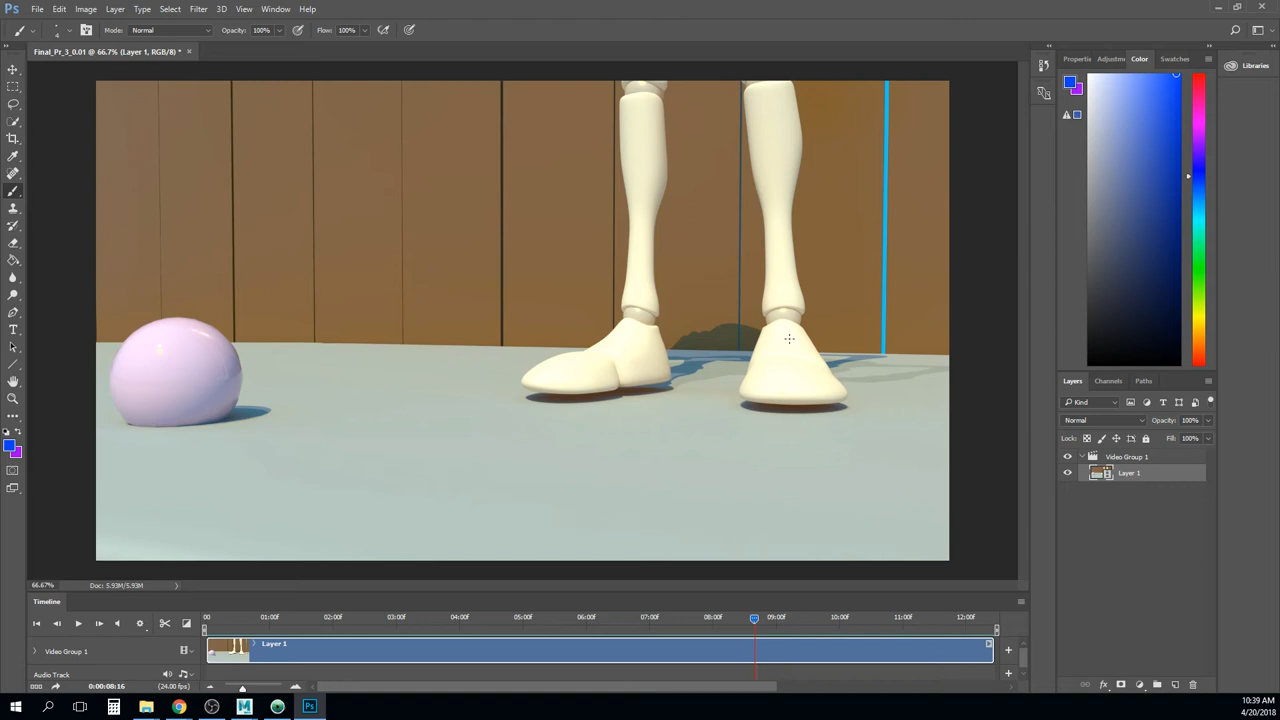 Ps File Edit Image Layer Type Select Filter 3D View Window Help
4 Mode: Normal Opacity: 100% Flow: 100%
Final_Pr_3_0.01 @ 66.7% (Layer 1, RGB/8) * ×
Properti Adjustm Color Swatches
Libraries
Layers Channels Paths
Kind
Normal Opacity: 100%
Lock: Fill: 100%
Video Group 1
Layer 1
66.67% Doc: 5.93M/5.93M
Timeline
00 01:00f 02:00f 03:00f 04:00f 05:00f 06:00f 07:00f 08:00f 09:00f 10:00f 11:00f 12:00f
Video Group 1 Layer 1
Audio Track
0:00:08:16 (24.00 fps)
10:39 AM
4/20/2018